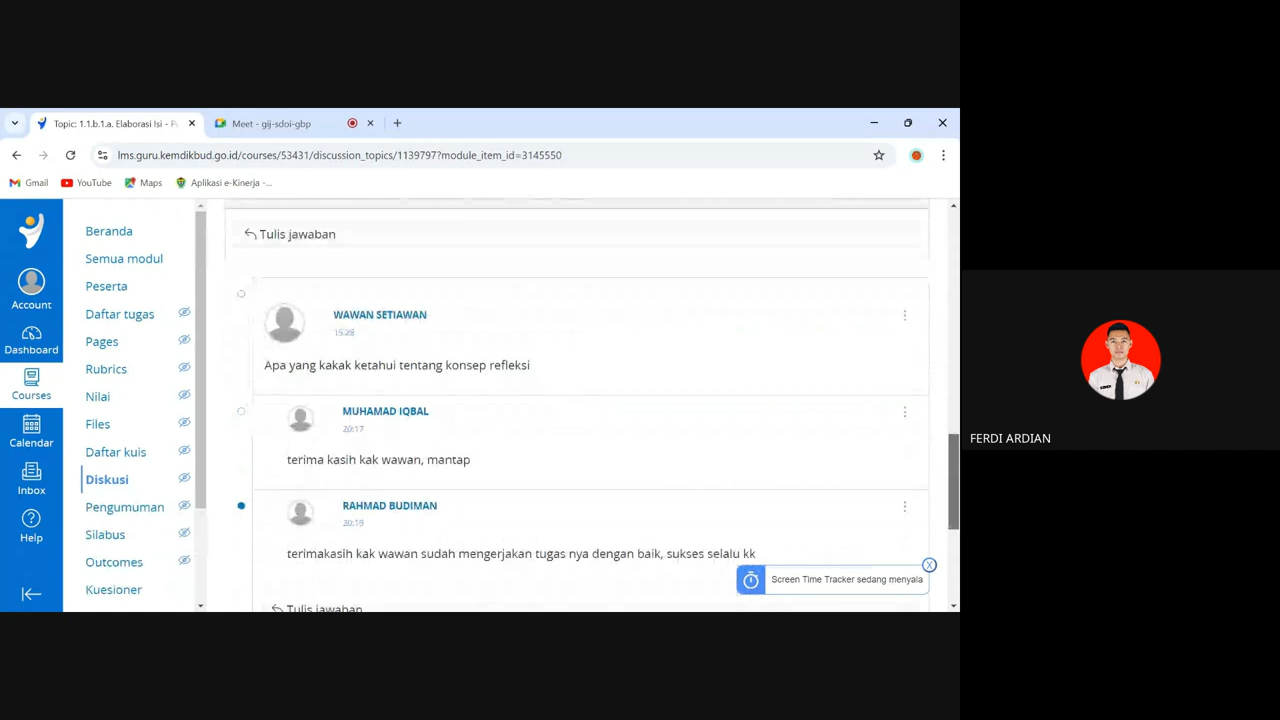 Topic: 1.1.b.1.a. Elaborasi Isi - P
Meet - gij-sdoi-gbp
lms.guru.kemdikbud.go.id/courses/53431/discussion_topics/1139797?module_item_id=3145550
Gmail
YouTube
Maps
Aplikasi e-Kinerja -...
Account
Dashboard
Courses
Calendar
Inbox
Help
Beranda
Semua modul
Peserta
Daftar tugas
Pages
Rubrics
Nilai
Files
Daftar kuis
Diskusi
Pengumuman
Silabus
Outcomes
Kuesioner
Tulis jawaban
WAWAN SETIAWAN
15:28
Apa yang kakak ketahui tentang konsep refleksi
MUHAMAD IQBAL
20:17
terima kasih kak wawan, mantap
RAHMAD BUDIMAN
20:19
terimakasih kak wawan sudah mengerjakan tugas nya dengan baik, sukses selalu kk
Tulis jawaban
Screen Time Tracker sedang menyala
X
FERDI ARDIAN